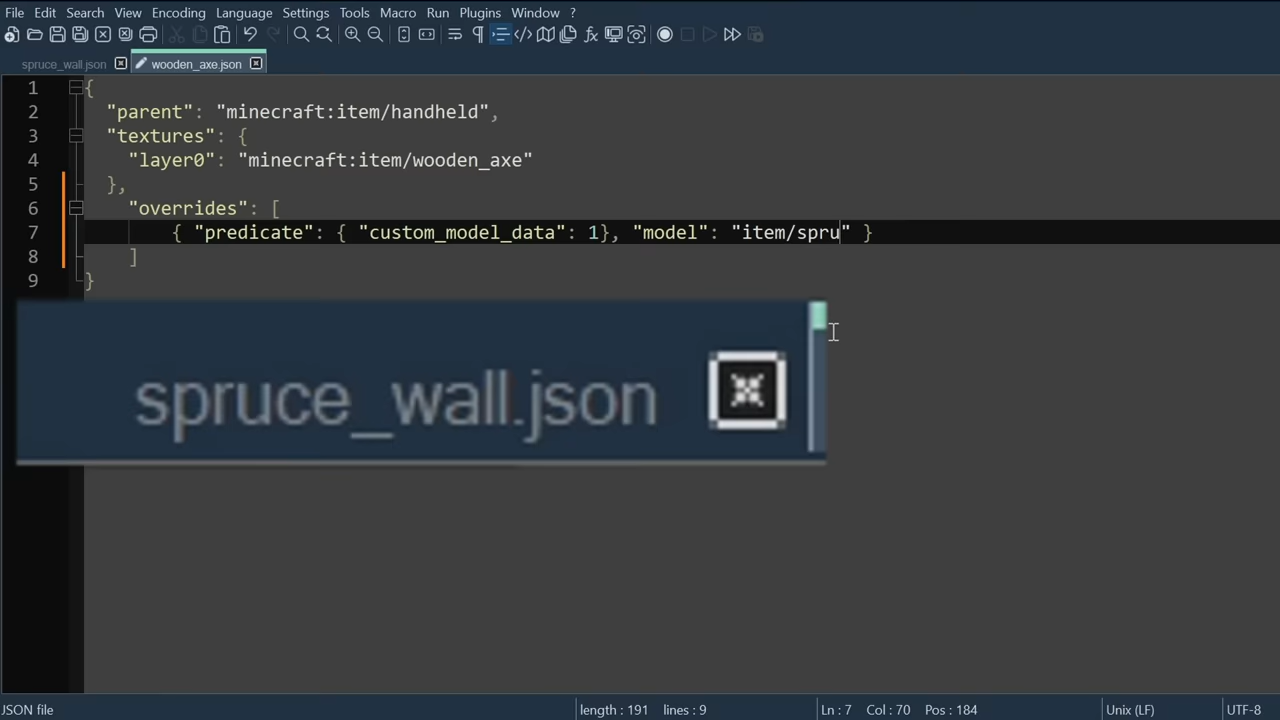 File Edit Search View Encoding Language Settings Tools Macro Run Plugins Window ?
spruce_wall.json wooden_axe.json
1 {
2 "parent": "minecraft:item/handheld",
3 "textures": {
4 "layer0": "minecraft:item/wooden_axe"
5 },
6 "overrides": [
7 { "predicate": { "custom_model_data": 1}, "model": "item/spru" }
8 ]
9 }
spruce_wall.json
JSON file length : 191 lines : 9 Ln : 7 Col : 70 Pos : 184 Unix (LF) UTF-8